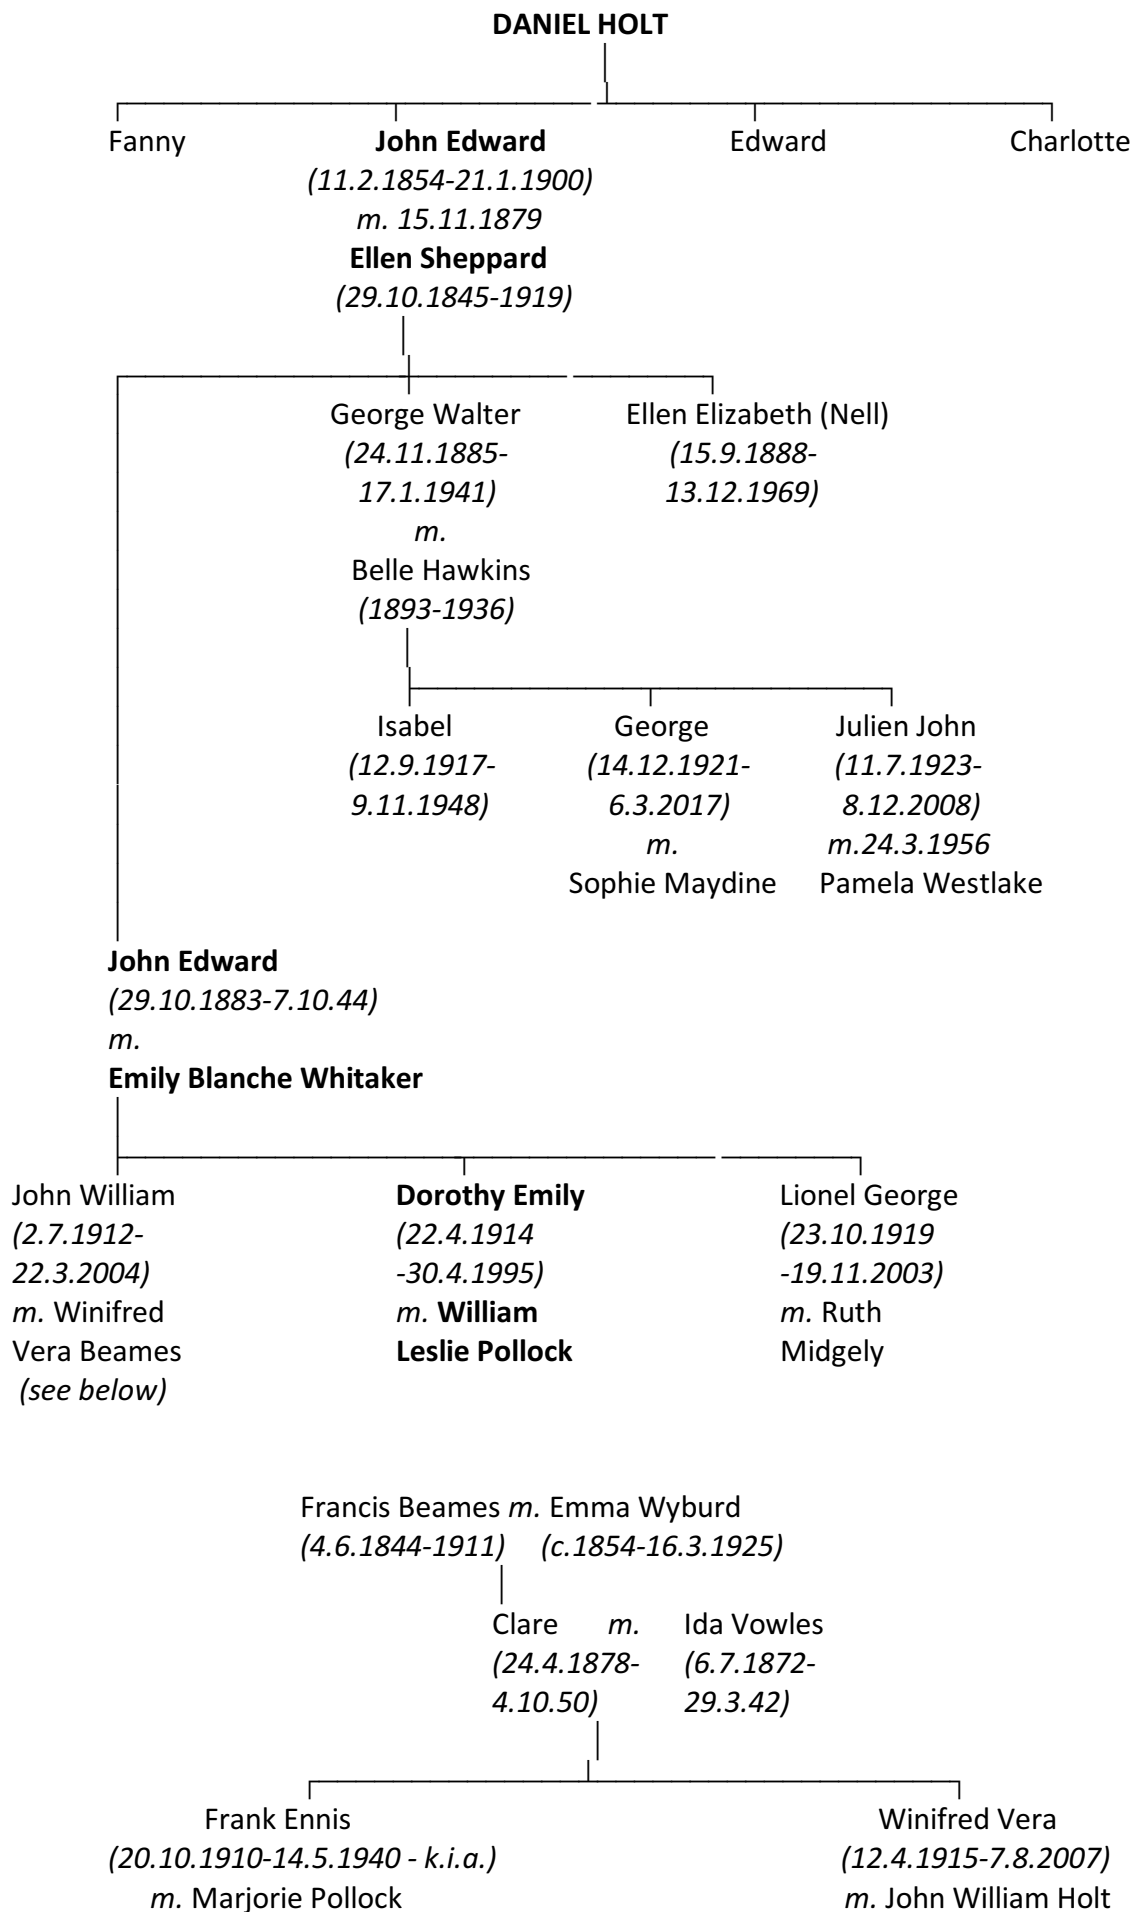 DANIEL HOLT
Fanny John Edward Edward Charlotte
(11.2.1854-21.1.1900)
m. 15.11.1879
Ellen Sheppard
(29.10.1845-1919)
George Walter Ellen Elizabeth (Nell)
(24.11.1885- (15.9.1888-
17.1.1941) 13.12.1969)
m.
Belle Hawkins
(1893-1936)
Isabel George Julien John
(12.9.1917- (14.12.1921- (11.7.1923-
9.11.1948) 6.3.2017) 8.12.2008)
m. m.24.3.1956
Sophie Maydine Pamela Westlake
John Edward
(29.10.1883-7.10.44)
m.
Emily Blanche Whitaker
John William Dorothy Emily Lionel George
(2.7.1912- (22.4.1914 (23.10.1919
22.3.2004) -30.4.1995) -19.11.2003)
m. Winifred m. William m. Ruth
Vera Beames Leslie Pollock Midgely
(see below)
Francis Beames m. Emma Wyburd
(4.6.1844-1911) (c.1854-16.3.1925)
Clare m. Ida Vowles
(24.4.1878- (6.7.1872-
4.10.50) 29.3.42)
Frank Ennis Winifred Vera
(20.10.1910-14.5.1940 - k.i.a.) (12.4.1915-7.8.2007)
m. Marjorie Pollock m. John William Holt